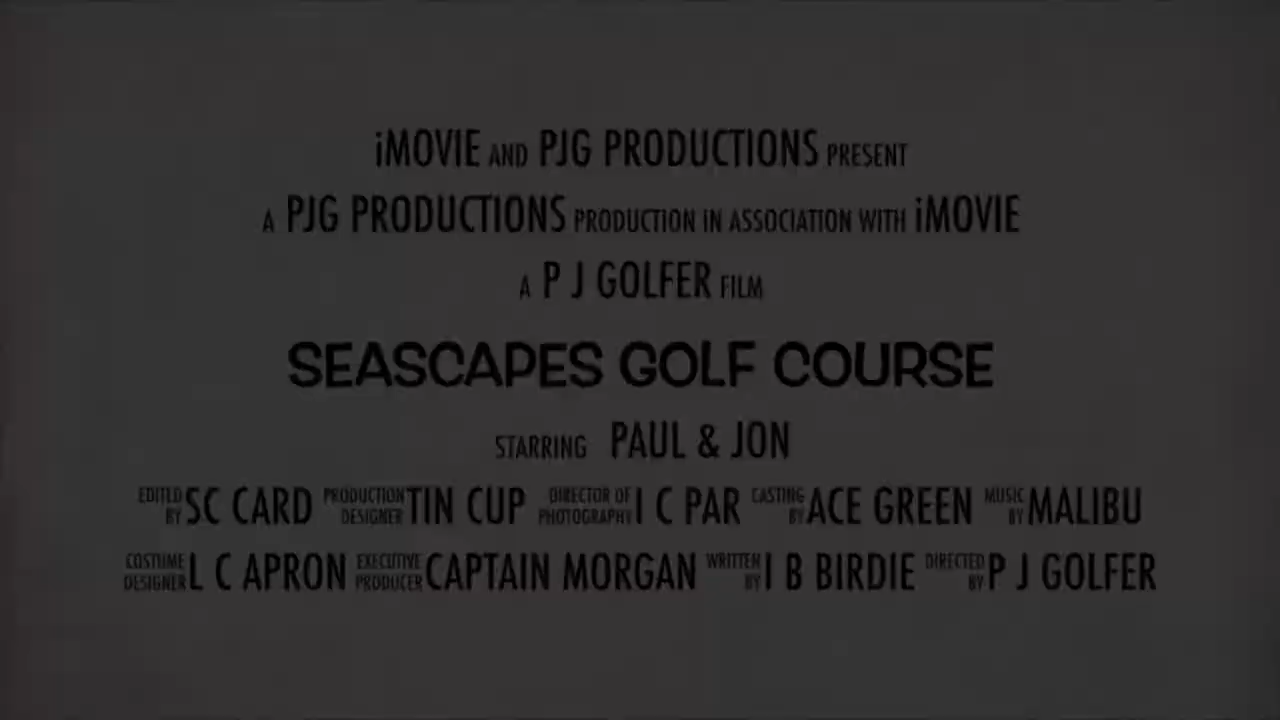 iMOVIE AND PJG PRODUCTIONS PRESENT
A PJG PRODUCTIONS PRODUCTION IN ASSOCIATION WITH iMOVIE
A P J GOLFER FILM
SEASCAPES GOLF COURSE
STARRING PAUL & JON
EDITED BY SC CARD PRODUCTION DESIGNER TIN CUP DIRECTOR OF PHOTOGRAPHY I C PAR CASTING BY ACE GREEN MUSIC BY MALIBU
COSTUME DESIGNER L C APRON EXECUTIVE PRODUCER CAPTAIN MORGAN WRITTEN BY I B BIRDIE DIRECTED BY P J GOLFER